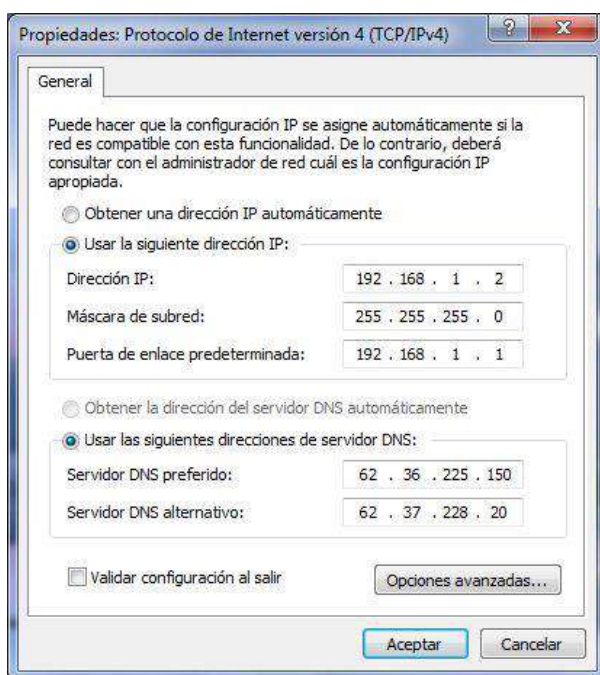 Propiedades: Protocolo de Internet versión 4 (TCP/IPv4)
General
Puede hacer que la configuración IP se asigne automáticamente si la
red es compatible con esta funcionalidad. De lo contrario, deberá
consultar con el administrador de red cuál es la configuración IP
apropiada.
Obtener una dirección IP automáticamente
Usar la siguiente dirección IP:
Dirección IP: 192 . 168 . 1 . 2
Máscara de subred: 255 . 255 . 255 . 0
Puerta de enlace predeterminada: 192 . 168 . 1 . 1
Obtener la dirección del servidor DNS automáticamente
Usar las siguientes direcciones de servidor DNS:
Servidor DNS preferido: 62 . 36 . 225 . 150
Servidor DNS alternativo: 62 . 37 . 228 . 20
Validar configuración al salir Opciones avanzadas...
Aceptar Cancelar